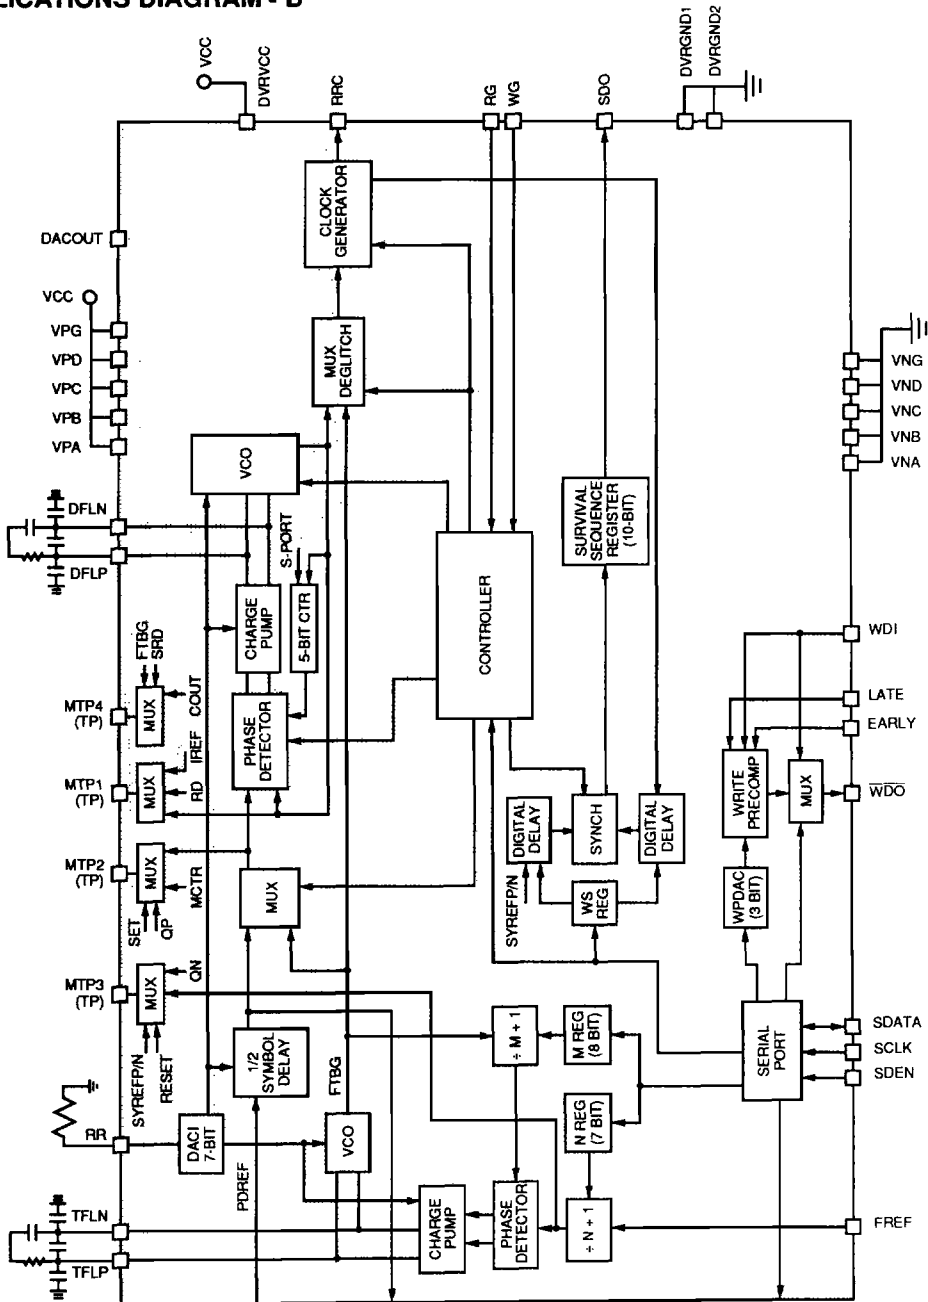 LICATIONS DIAGRAM - B
VCC
DVRVCC
RRC
RG
WG
SDO
DVRGND1
DVRGND2
DACOUT
VCC
VPG
VPD
VPC
VPB
VPA
CLOCK
GENERATOR
MUX
DEGLITCH
VCO
VNG
VND
VNC
VNB
VNA
DFLN
DFLP
S-PORT
CHARGE
PUMP
5-BIT CTR
CONTROLLER
SURVIVAL
SEQUENCE
REGISTER
(10-BIT)
WDI
LATE
EARLY
WDO
FTBG
SRD
MTP4
(TP)
MUX
COUT
IREF
PHASE
DETECTOR
MTP1
(TP)
MUX
RD
MTP2
(TP)
MUX
MCTR
SET
QP
MUX
DIGITAL
DELAY
SYNCH
DIGITAL
DELAY
SYREFP/N
WS
REG
WRITE
PRECOMP
MUX
WPDAC
(3 BIT)
MTP3
(TP)
MUX
QN
SYREFP/N
RESET
1/2
SYMBOL
DELAY
FTBG
÷ M + 1
M REG
(8 BIT)
SERIAL
PORT
SDATA
SCLK
SDEN
N REG
(7 BIT)
RR
DACI
7-BIT
VCO
PDREF
TFLN
TFLP
CHARGE
PUMP
PHASE
DETECTOR
÷ N + 1
FREF